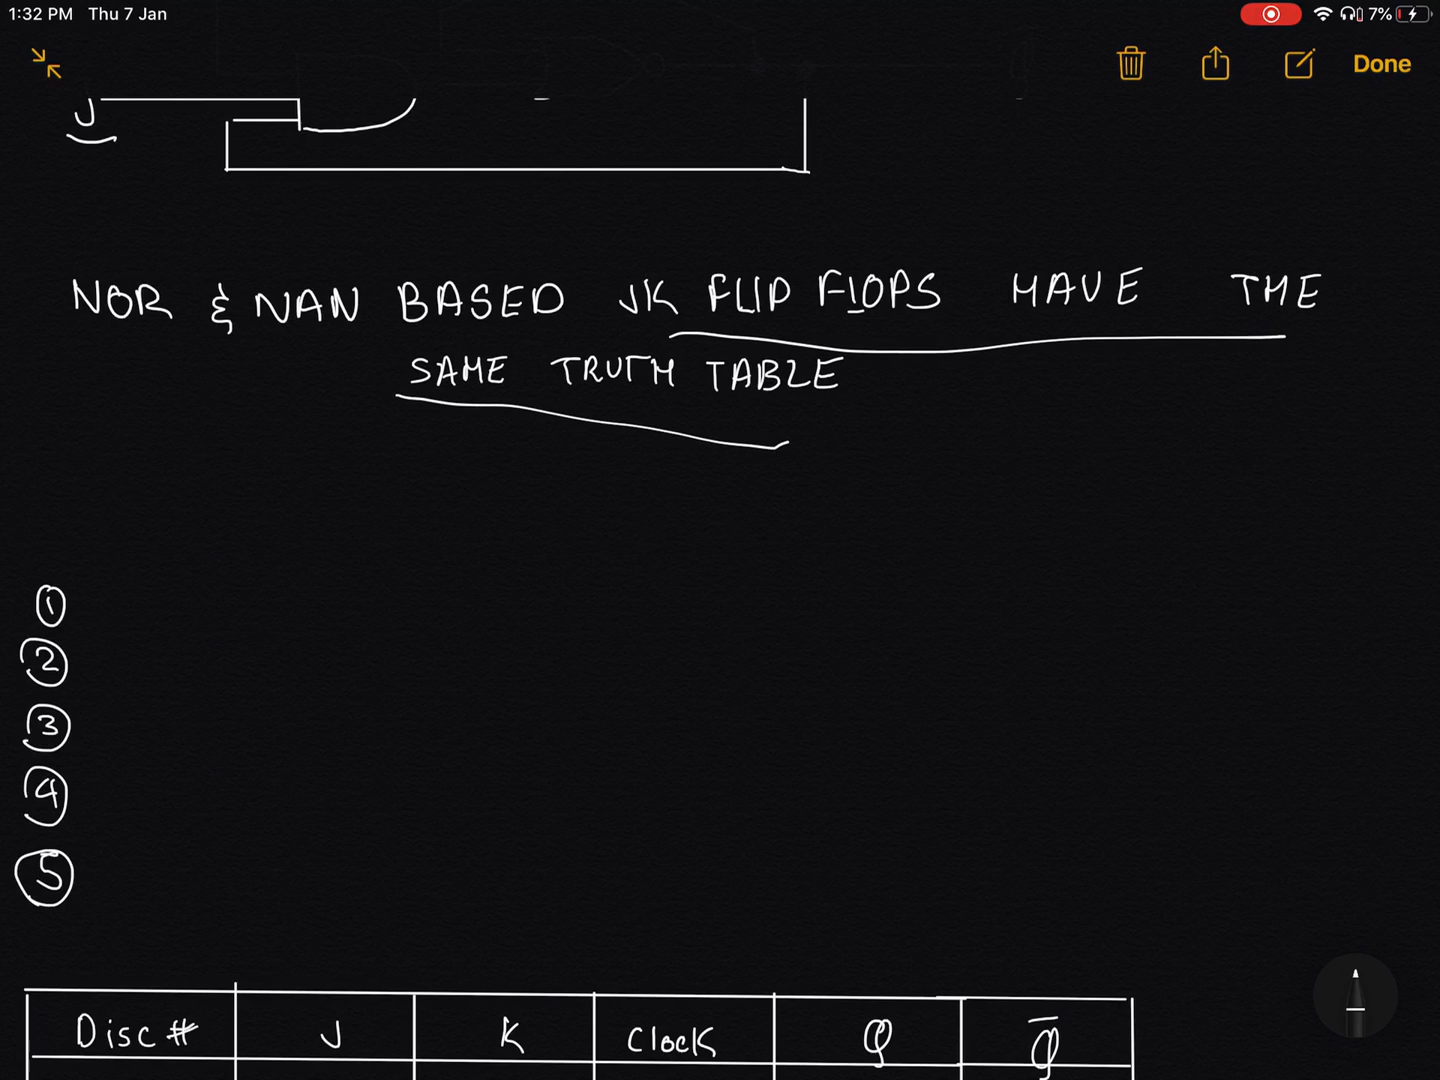 1:32 PM Thu 7 Jan
7%
Done
J
NOR & NAN BASED JK FLIP FLOPS HAVE THE
SAME TRUTH TABLE
1
2
3
4
5
Disc # J K Clock Q Q̅